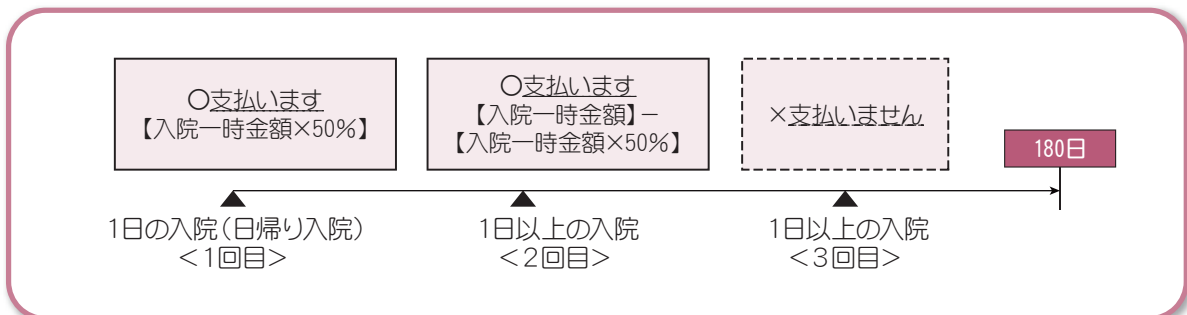 〇支払います
【入院一時金額×50%】
〇支払います
【入院一時金額】−
【入院一時金額×50%】
×支払いません
180日
1日の入院（日帰り入院）
＜1回目＞
1日以上の入院
＜2回目＞
1日以上の入院
＜3回目＞